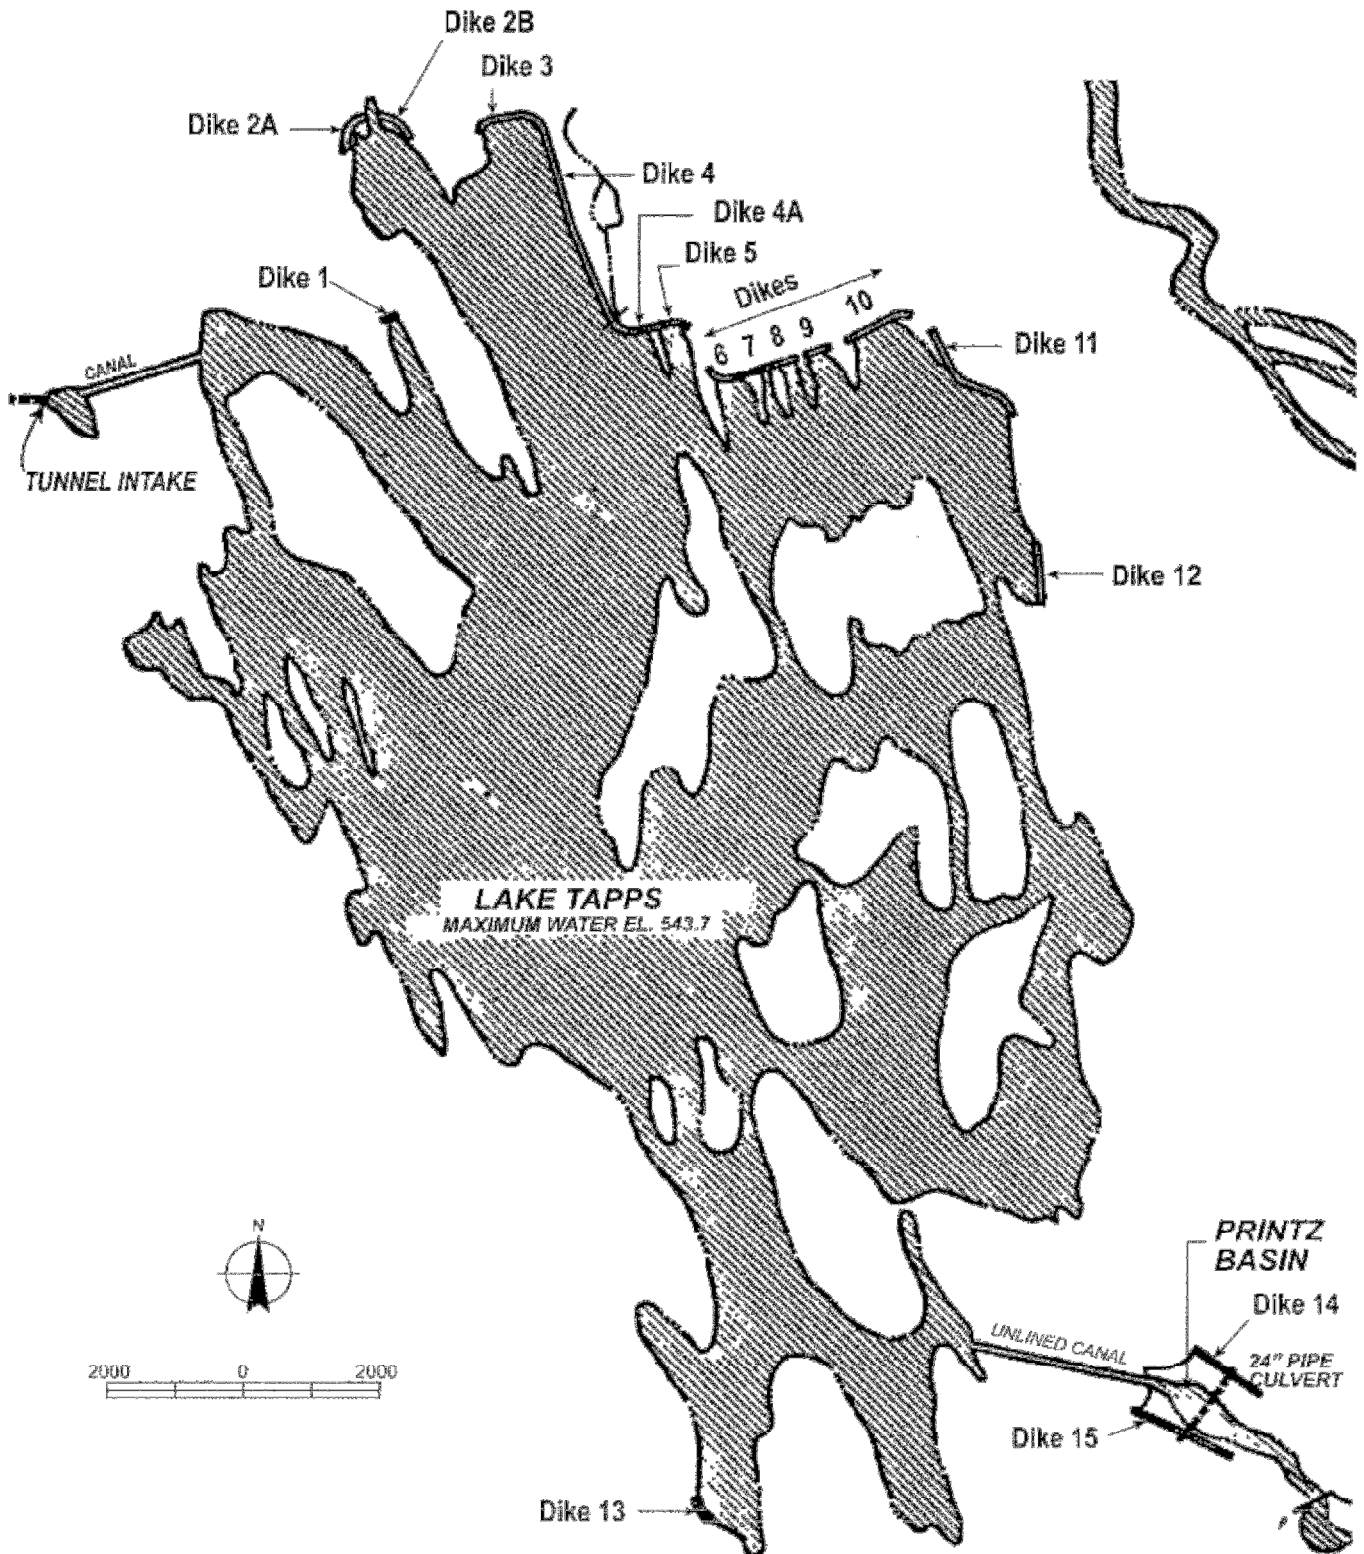 Dike 2B
Dike 3
Dike 2A
Dike 4
Dike 4A
Dike 5
Dike 1
Dikes
6 7 8 9 10
Dike 11
CANAL
TUNNEL INTAKE
Dike 12
LAKE TAPPS
MAXIMUM WATER EL. 543.7
N
2000 0 2000
PRINTZ
BASIN
Dike 14
UNLINED CANAL
24" PIPE
CULVERT
Dike 15
Dike 13